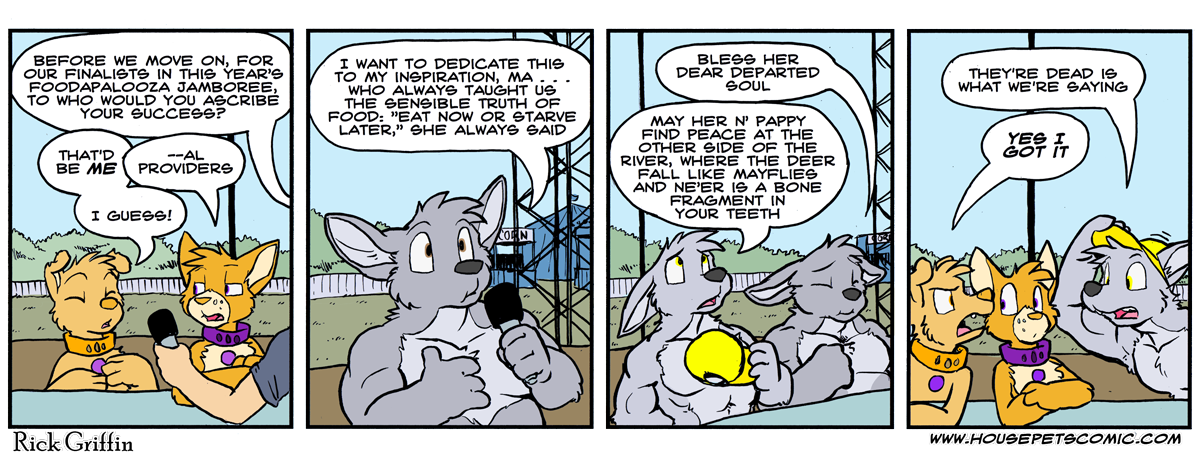 BEFORE WE MOVE ON, FOR
OUR FINALISTS IN THIS YEAR'S
FOODAPALOOZA JAMBOREE,
TO WHO WOULD YOU ASCRIBE
YOUR SUCCESS?
THAT'D
BE ME
--AL
PROVIDERS
I GUESS!
I WANT TO DEDICATE THIS
TO MY INSPIRATION, MA . . .
WHO ALWAYS TAUGHT US
THE SENSIBLE TRUTH OF
FOOD: "EAT NOW OR STARVE
LATER," SHE ALWAYS SAID
CORN
BLESS HER
DEAR DEPARTED
SOUL
MAY HER N' PAPPY
FIND PEACE AT THE
OTHER SIDE OF THE
RIVER, WHERE THE DEER
FALL LIKE MAYFLIES
AND NE'ER IS A BONE
FRAGMENT IN
YOUR TEETH
THEY'RE DEAD IS
WHAT WE'RE SAYING
YES I
GOT IT
Rick Griffin
WWW.HOUSEPETSCOMIC.COM